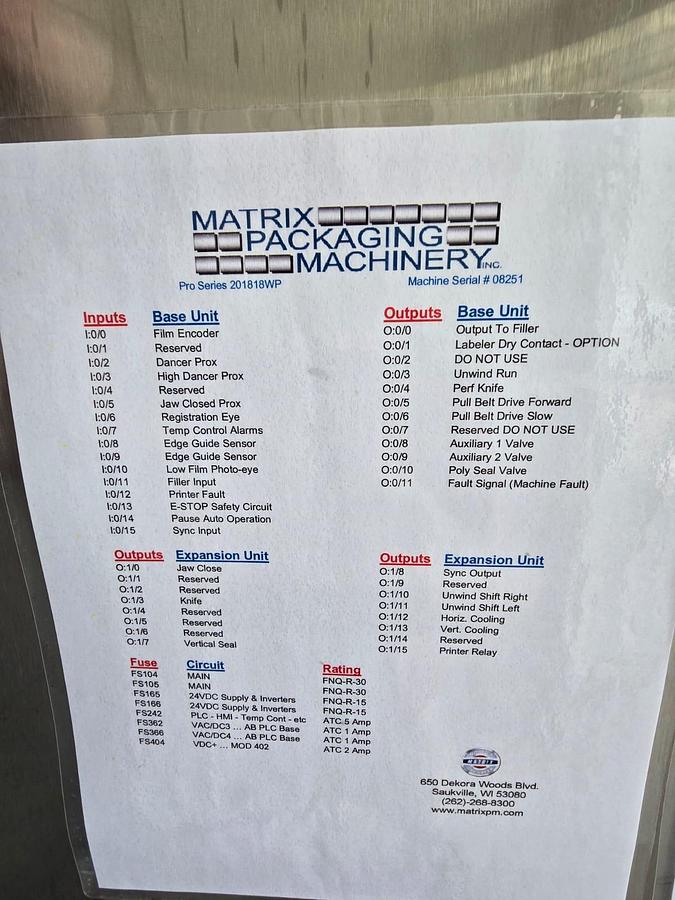 MATRIX
PACKAGING
MACHINERY INC.
Pro Series 201818WP Machine Serial # 08251
Inputs Base Unit
I:0/0 Film Encoder
I:0/1 Reserved
I:0/2 Dancer Prox
I:0/3 High Dancer Prox
I:0/4 Reserved
I:0/5 Jaw Closed Prox
I:0/6 Registration Eye
I:0/7 Temp Control Alarms
I:0/8 Edge Guide Sensor
I:0/9 Edge Guide Sensor
I:0/10 Low Film Photo-eye
I:0/11 Filler Input
I:0/12 Printer Fault
I:0/13 E-STOP Safety Circuit
I:0/14 Pause Auto Operation
I:0/15 Sync Input
Outputs Base Unit
O:0/0 Output To Filler
O:0/1 Labeler Dry Contact - OPTION
O:0/2 DO NOT USE
O:0/3 Unwind Run
O:0/4 Perf Knife
O:0/5 Pull Belt Drive Forward
O:0/6 Pull Belt Drive Slow
O:0/7 Reserved DO NOT USE
O:0/8 Auxiliary 1 Valve
O:0/9 Auxiliary 2 Valve
O:0/10 Poly Seal Valve
O:0/11 Fault Signal (Machine Fault)
Outputs Expansion Unit
O:1/0 Jaw Close
O:1/1 Reserved
O:1/2 Reserved
O:1/3 Knife
O:1/4 Reserved
O:1/5 Reserved
O:1/6 Reserved
O:1/7 Vertical Seal
Outputs Expansion Unit
O:1/8 Sync Output
O:1/9 Reserved
O:1/10 Unwind Shift Right
O:1/11 Unwind Shift Left
O:1/12 Horiz. Cooling
O:1/13 Vert. Cooling
O:1/14 Reserved
O:1/15 Printer Relay
Fuse Circuit Rating
FS104 MAIN FNQ-R-30
FS105 MAIN FNQ-R-30
FS165 24VDC Supply & Inverters FNQ-R-15
FS166 24VDC Supply & Inverters FNQ-R-15
FS242 PLC - HMI - Temp Cont - etc ATC 5 Amp
FS362 VAC/DC3 ... AB PLC Base ATC 1 Amp
FS366 VAC/DC4 ... AB PLC Base ATC 1 Amp
FS404 VDC+ ... MOD 402 ATC 2 Amp
MATRIX
650 Dekora Woods Blvd.
Saukville, WI 53080
(262)-268-8300
www.matrixpm.com